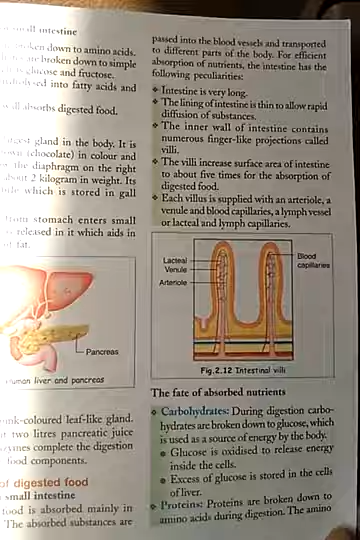 small intestine
broken down to amino acids.
are broken down to simple
glucose and fructose.
into fatty acids and
wall absorbs digested food.
gland in the body. It is
(chocolate) in colour and
the diaphragm on the right
about 2 kilogram in weight. Its
which is stored in gall
from stomach enters small
released in it which aids in
fat.
Pancreas
human liver and pancreas
-coloured leaf-like gland.
two litres pancreatic juice
complete the digestion
food components.
of digested food
small intestine
food is absorbed mainly in
The absorbed substances are
passed into the blood vessels and transported
to different parts of the body. For efficient
absorption of nutrients, the intestine has the
following peculiarities:
❖ Intestine is very long.
❖ The lining of intestine is thin to allow rapid
diffusion of substances.
❖ The inner wall of intestine contains
numerous finger-like projections called
villi.
❖ The villi increase surface area of intestine
to about five times for the absorption of
digested food.
❖ Each villus is supplied with an arteriole, a
venule and blood capillaries, a lymph vessel
or lacteal and lymph capillaries.
Lacteal
Venule
Arteriole
Blood
capillaries
Fig.2.12 Intestinal villi
The fate of absorbed nutrients
❖ Carbohydrates: During digestion carbo-
hydrates are broken down to glucose, which
is used as a source of energy by the body.
● Glucose is oxidised to release energy
inside the cells.
● Excess of glucose is stored in the cells
of liver.
❖ Proteins: Proteins are broken down to
amino acids during digestion. The amino